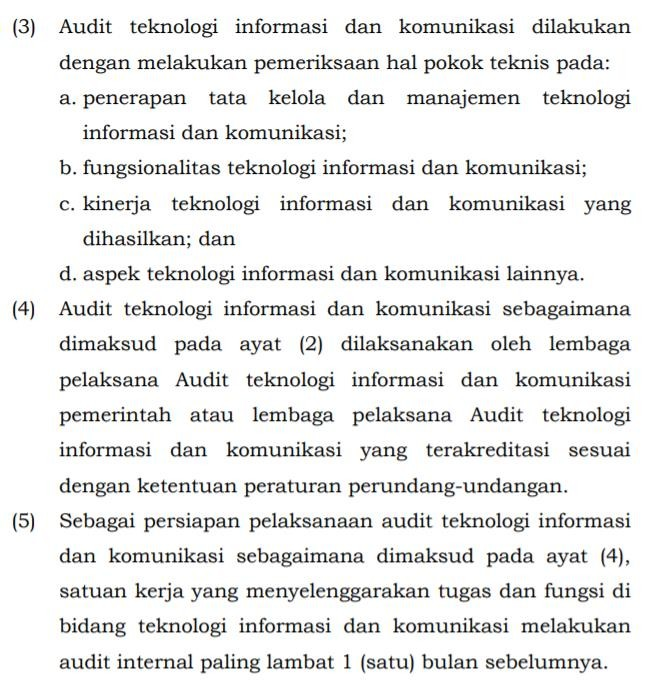 (3) Audit teknologi informasi dan komunikasi dilakukan
dengan melakukan pemeriksaan hal pokok teknis pada:
a. penerapan tata kelola dan manajemen teknologi
informasi dan komunikasi;
b. fungsionalitas teknologi informasi dan komunikasi;
c. kinerja teknologi informasi dan komunikasi yang
dihasilkan; dan
d. aspek teknologi informasi dan komunikasi lainnya.
(4) Audit teknologi informasi dan komunikasi sebagaimana
dimaksud pada ayat (2) dilaksanakan oleh lembaga
pelaksana Audit teknologi informasi dan komunikasi
pemerintah atau lembaga pelaksana Audit teknologi
informasi dan komunikasi yang terakreditasi sesuai
dengan ketentuan peraturan perundang-undangan.
(5) Sebagai persiapan pelaksanaan audit teknologi informasi
dan komunikasi sebagaimana dimaksud pada ayat (4),
satuan kerja yang menyelenggarakan tugas dan fungsi di
bidang teknologi informasi dan komunikasi melakukan
audit internal paling lambat 1 (satu) bulan sebelumnya.